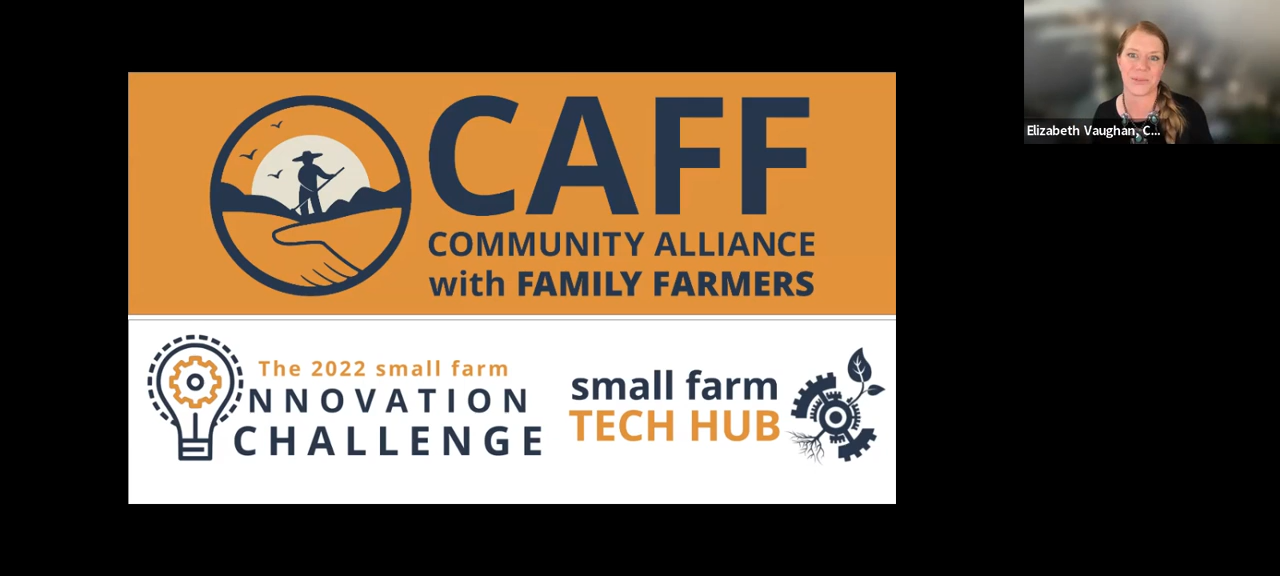 CAFF
COMMUNITY ALLIANCE
with FAMILY FARMERS
The 2022 small farm
NNOVATION
CHALLENGE
small farm
TECH HUB
Elizabeth Vaughan, C...